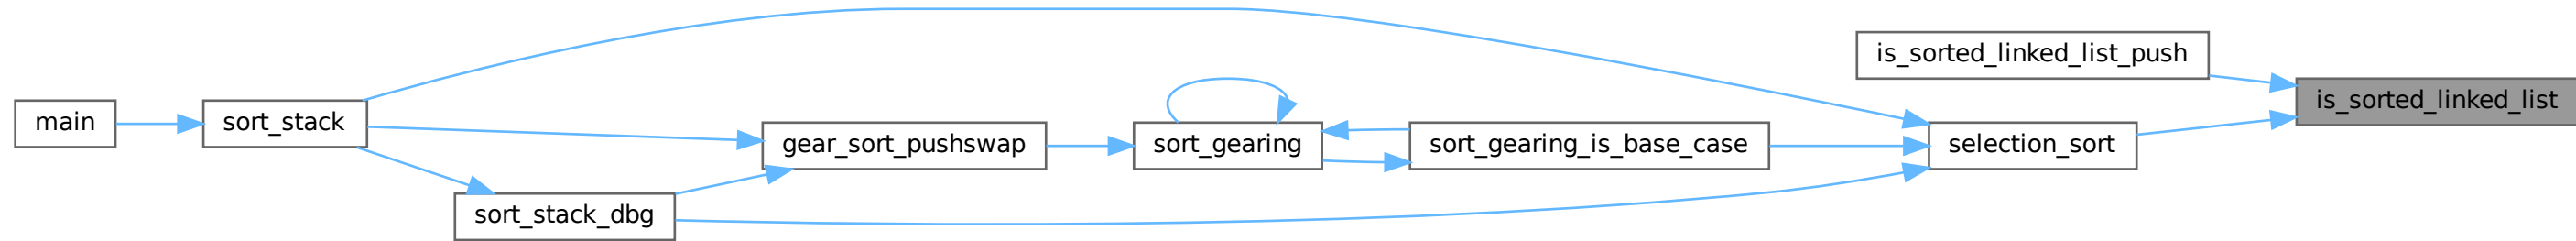 main
sort_stack
sort_stack_dbg
gear_sort_pushswap
sort_gearing
sort_gearing_is_base_case
is_sorted_linked_list_push
selection_sort
is_sorted_linked_list